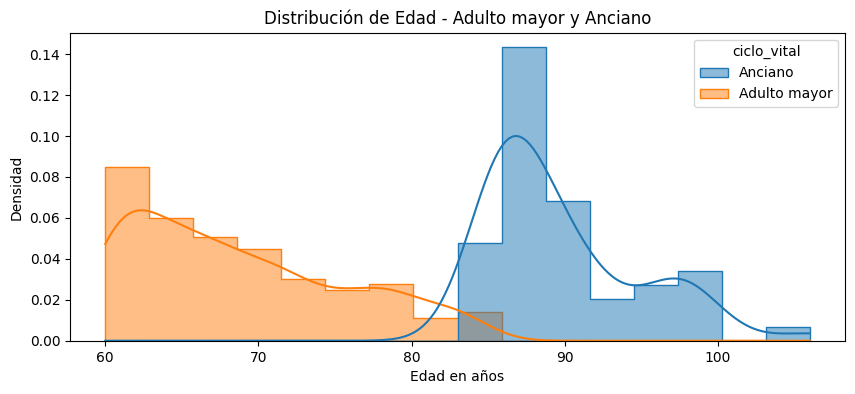 Distribución de Edad - Adulto mayor y Anciano
ciclo_vital
Anciano
Adulto mayor
Densidad
0.14
0.12
0.10
0.08
0.06
0.04
0.02
0.00
60 70 80 90 100
Edad en años